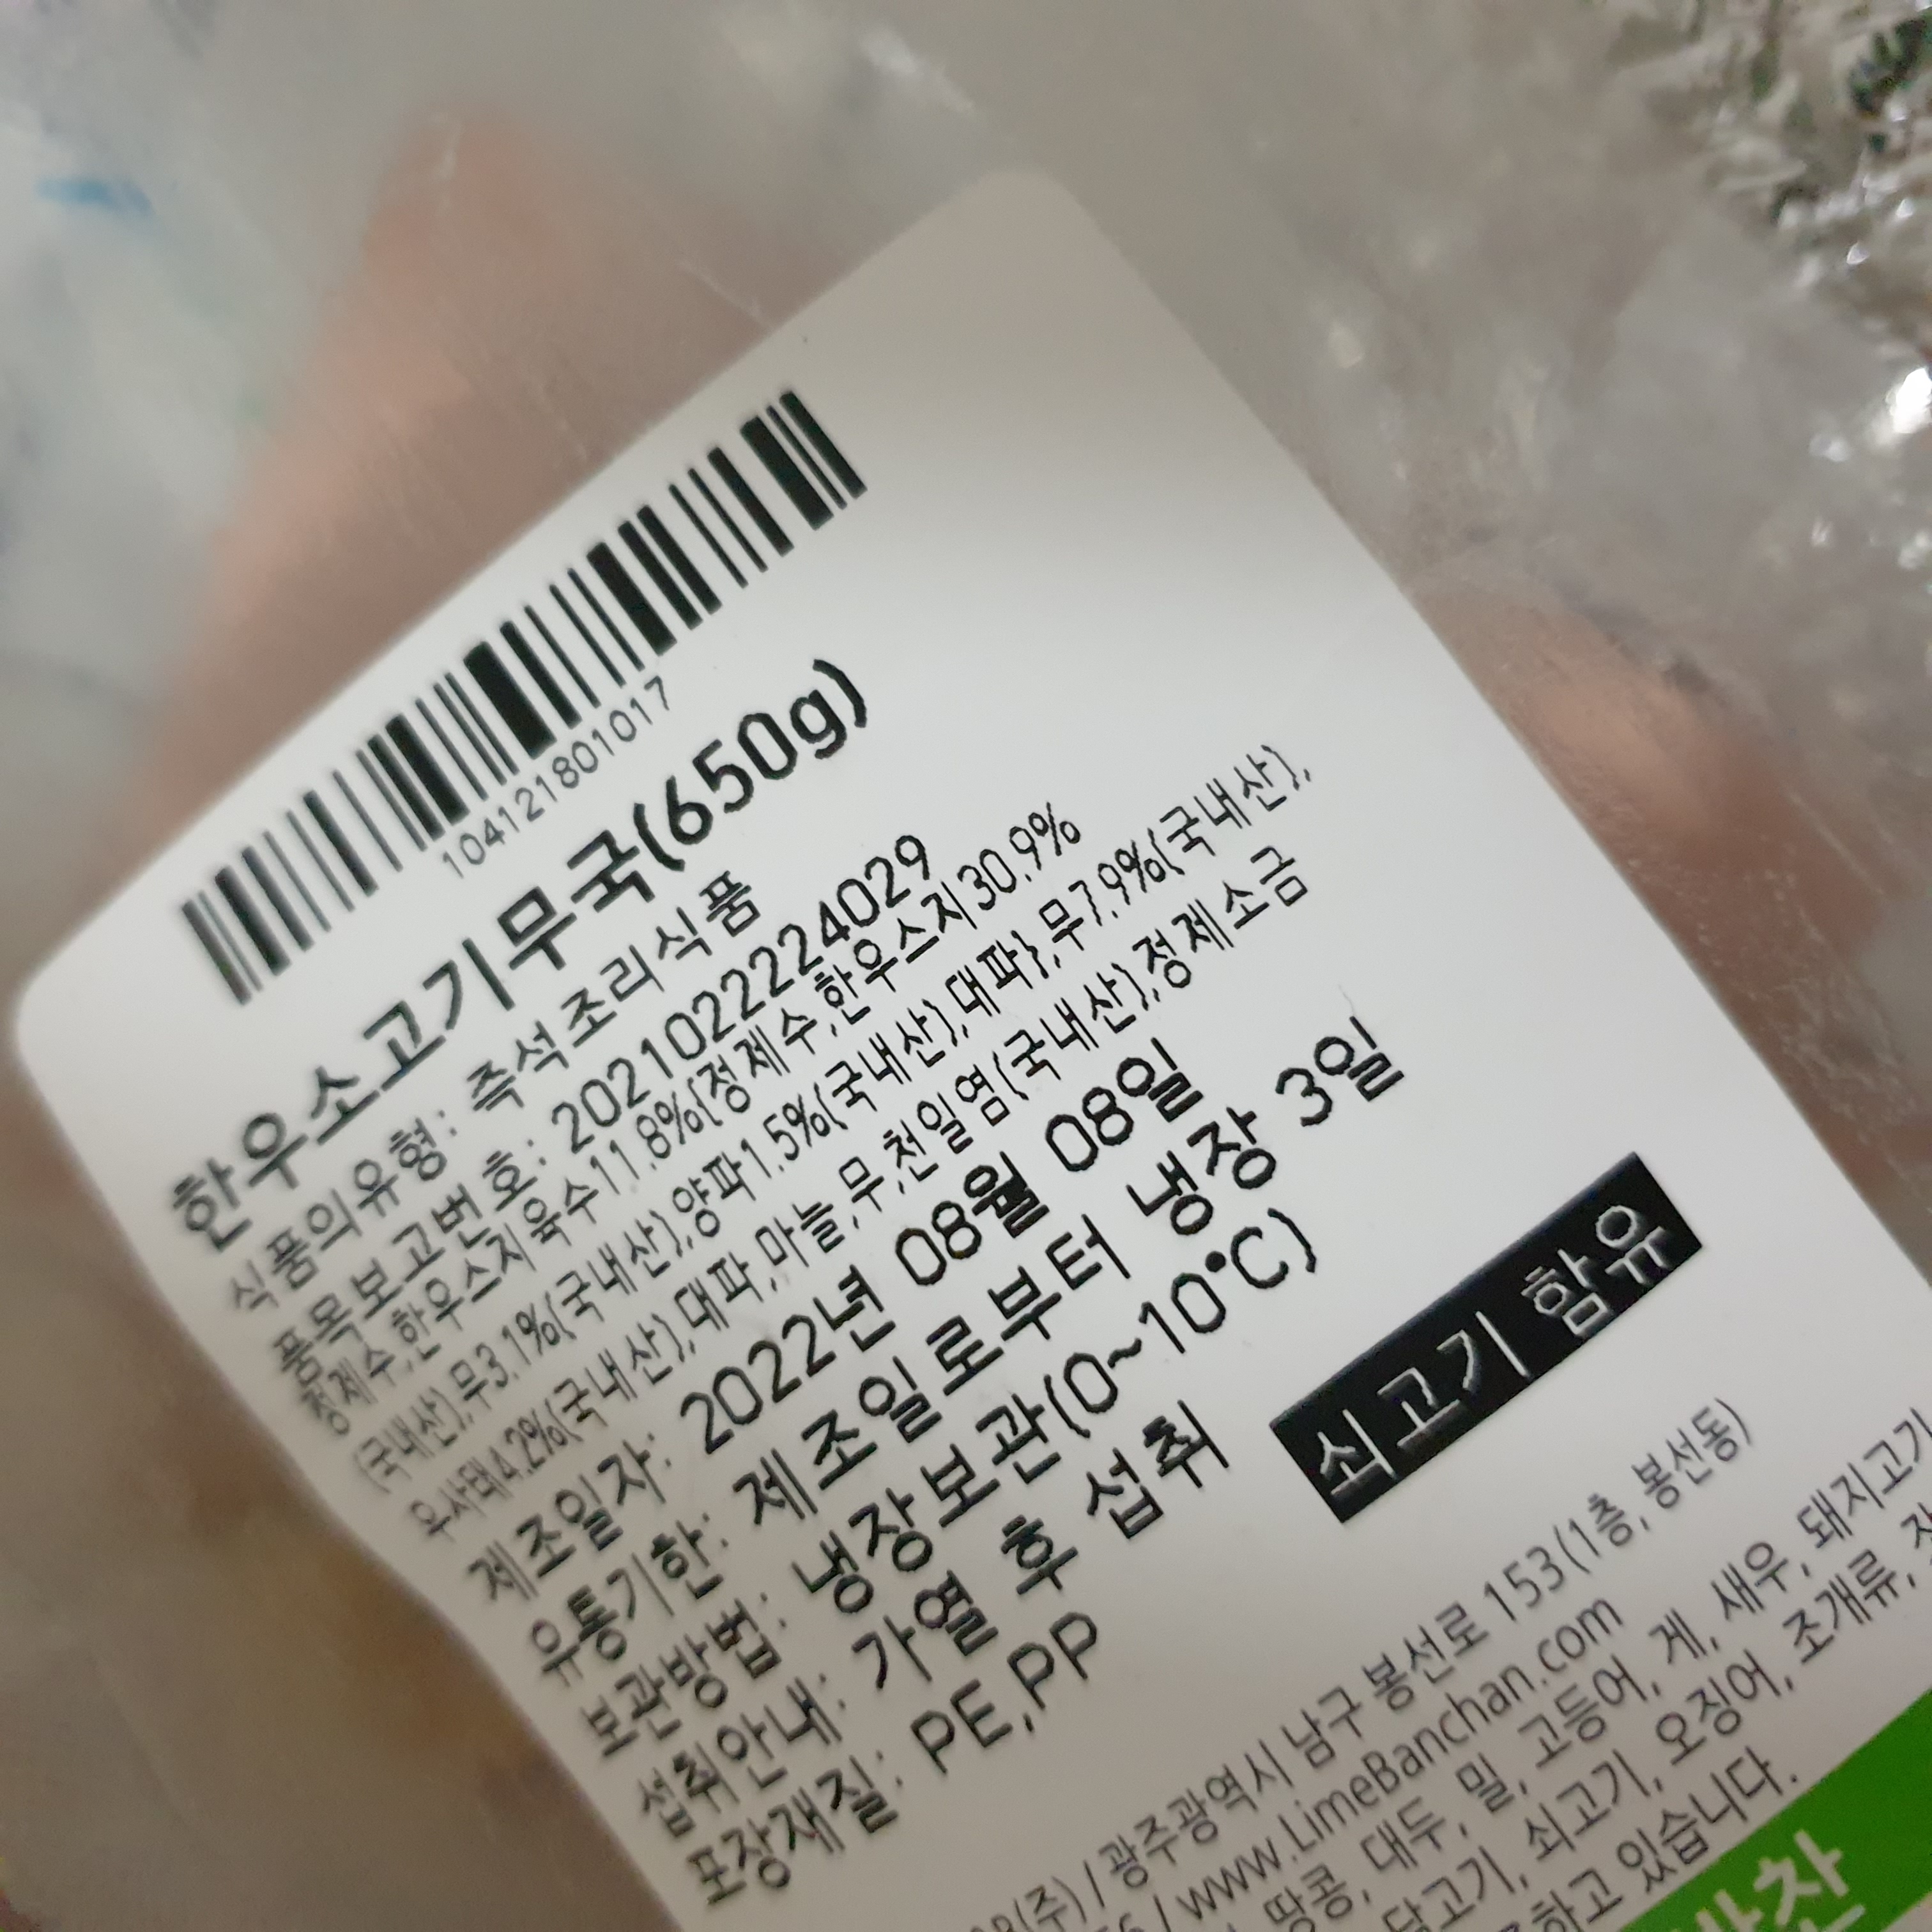 104121801017
한우소고기무국(650g)
식품의유형: 즉석조리식품
품목보고번호: 20210222224029
정제수,한우스지육수11.8%{정제수,한우스지30.9%
(국내산),무3.1%(국내산),양파1.5%(국내산),대파},무7.9%(국내산),
우사태4.2%(국내산),대파,마늘,무,천일염(국내산),정제소금
제조일자: 2022년 08월 08일
유통기한: 제조일로부터 냉장 3일
보관방법: 냉장보관(0~10°C)
섭취안내: 가열 후 섭취
포장재질: PE,PP
쇠고기 함유
(주) / 광주광역시 남구 봉선로 153 (1층, 봉선동)
/ www.LimeBanchan.com
땅콩, 대두, 밀, 고등어, 게, 새우, 돼지고기
닭고기, 쇠고기, 오징어, 조개류,
하고 있습니다.
반찬